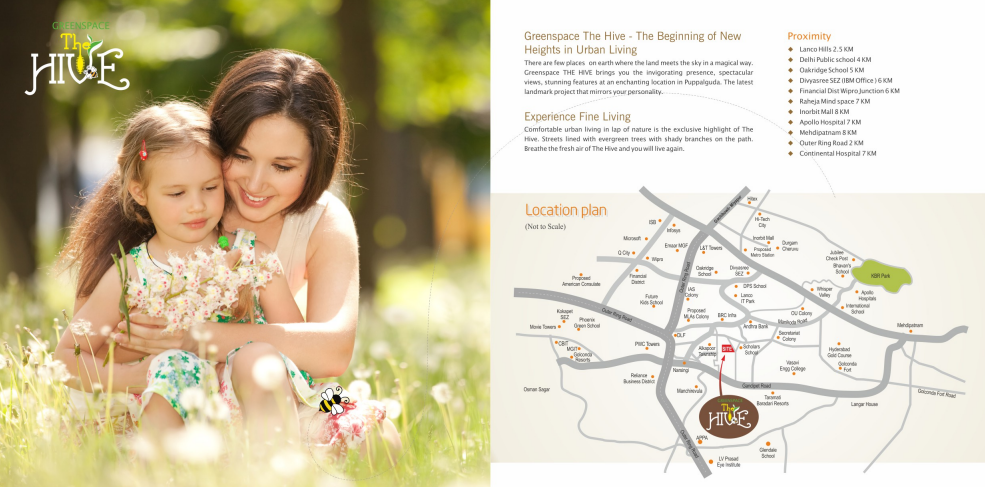 GREENSPACE
The
HIVE
Greenspace The Hive - The Beginning of New
Heights in Urban Living
There are few places on earth where the land meets the sky in a magical way.
Greenspace THE HIVE brings you the invigorating presence, spectacular
views, stunning features at an enchanting location in Puppalguda. The latest
landmark project that mirrors your personality.
Experience Fine Living
Comfortable urban living in lap of nature is the exclusive highlight of The
Hive. Streets lined with evergreen trees with shady branches on the path.
Breathe the fresh air of The Hive and you will live again.
Proximity
Lanco Hills 2.5 KM
Delhi Public school 4 KM
Oakridge School 5 KM
Divyasree SEZ (IBM Office ) 6 KM
Financial Dist Wipro Junction 6 KM
Raheja Mind space 7 KM
Inorbit Mall 8 KM
Apollo Hospital 7 KM
Mehdipatnam 8 KM
Outer Ring Road 2 KM
Continental Hospital 7 KM
Location plan
(Not to Scale)
Hitex
ISB
Infosys
Hi-Tech
City
Microsoft
Emaar MGF
L&T Towers
Inorbit Mall
Proposed
Metro Station
Durgam
Cheruvu
Q City
Wipro
Jubilee
Check Post
Bhavan's
School
KBR Park
Proposed
American Consulate
Financial
District
Oakridge
School
Divyasree
SEZ
DPS School
Outer Ring Road
Future
Kids School
IAS
Colony
Lanco
IT Park
Whisper
Valley
Apollo
Hospitals
International
School
Kokapet
SEZ
Phoenix
Green School
Outer Ring Road
Proposed
MLAs Colony
BRC Infra
OU Colony
Manikoda Road
Movie Towers
Andhra Bank
Mehdipatnam
DLF
Secretariat
Colony
CBIT
MGIT
Golconda
Resorts
PWC Towers
Alkapoor
Township
SITE
Scholars
School
Hyderabad
Gold Course
Narsingi
Vasavi
Engg College
Golconda
Fort
Reliance
Business District
Manchirevula
Gandipet Road
Osman Sagar
Taramati
Baradari Resorts
Langar House
Golconda Fort Road
GREENSPACE
The
HIVE
APPA
Outer Ring Road
Glendale
School
LV Prasad
Eye Institute